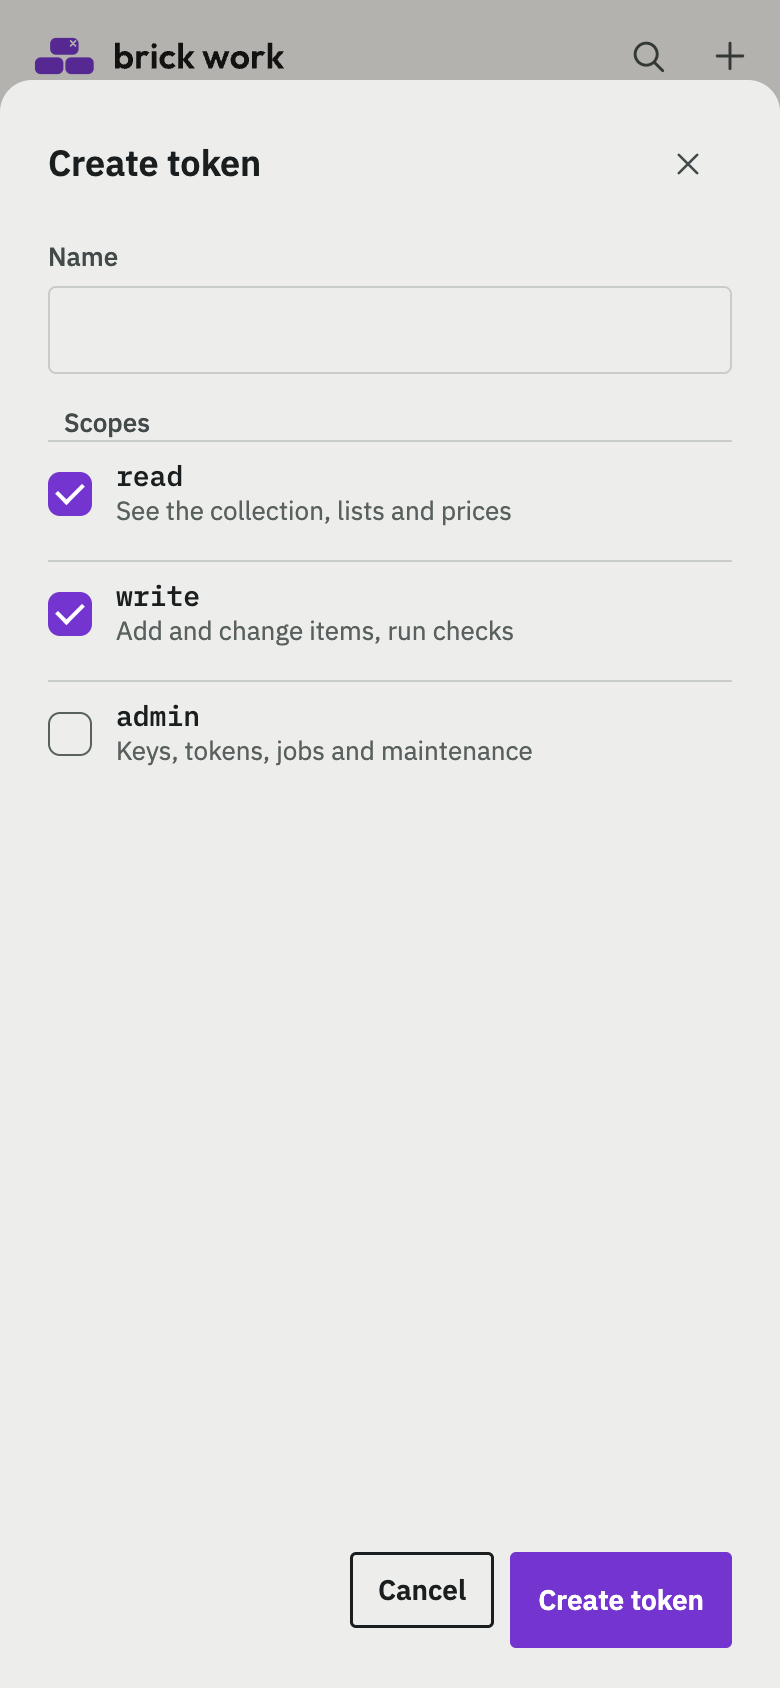 brick work
Create token
Name
Scopes
read
See the collection, lists and prices
write
Add and change items, run checks
admin
Keys, tokens, jobs and maintenance
Cancel
Create token